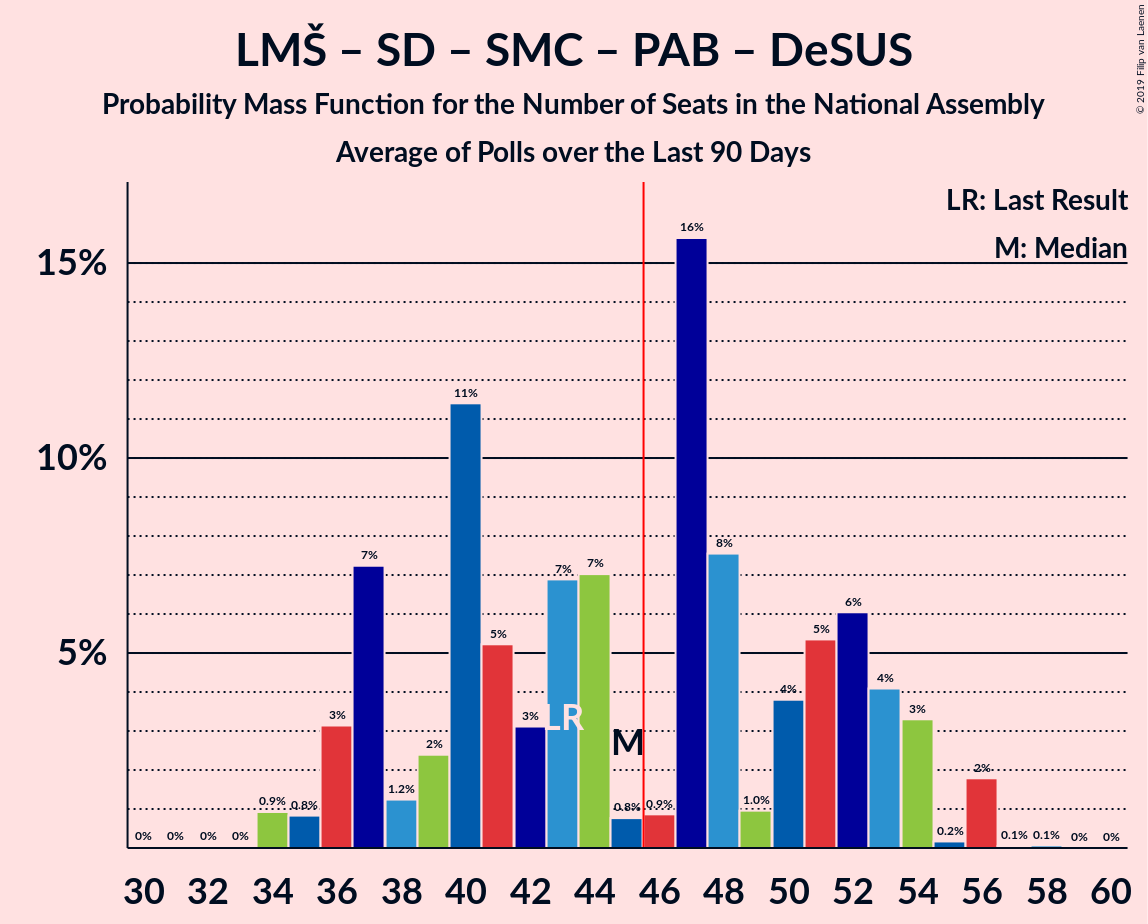 LMŠ – SD – SMC – PAB – DeSUS
Probability Mass Function for the Number of Seats in the National Assembly
Average of Polls over the Last 90 Days
© 2019 Filip van Laenen
LR: Last Result
M: Median
15%
10%
5%
0% 0% 0% 0% 0.9% 0.8% 3% 7% 1.2% 2% 11% 5% 3% 7% 7% 0.8% 0.9% 16% 8% 1.0% 4% 5% 6% 4% 3% 0.2% 2% 0.1% 0.1% 0% 0%
LR
M
30 32 34 36 38 40 42 44 46 48 50 52 54 56 58 60